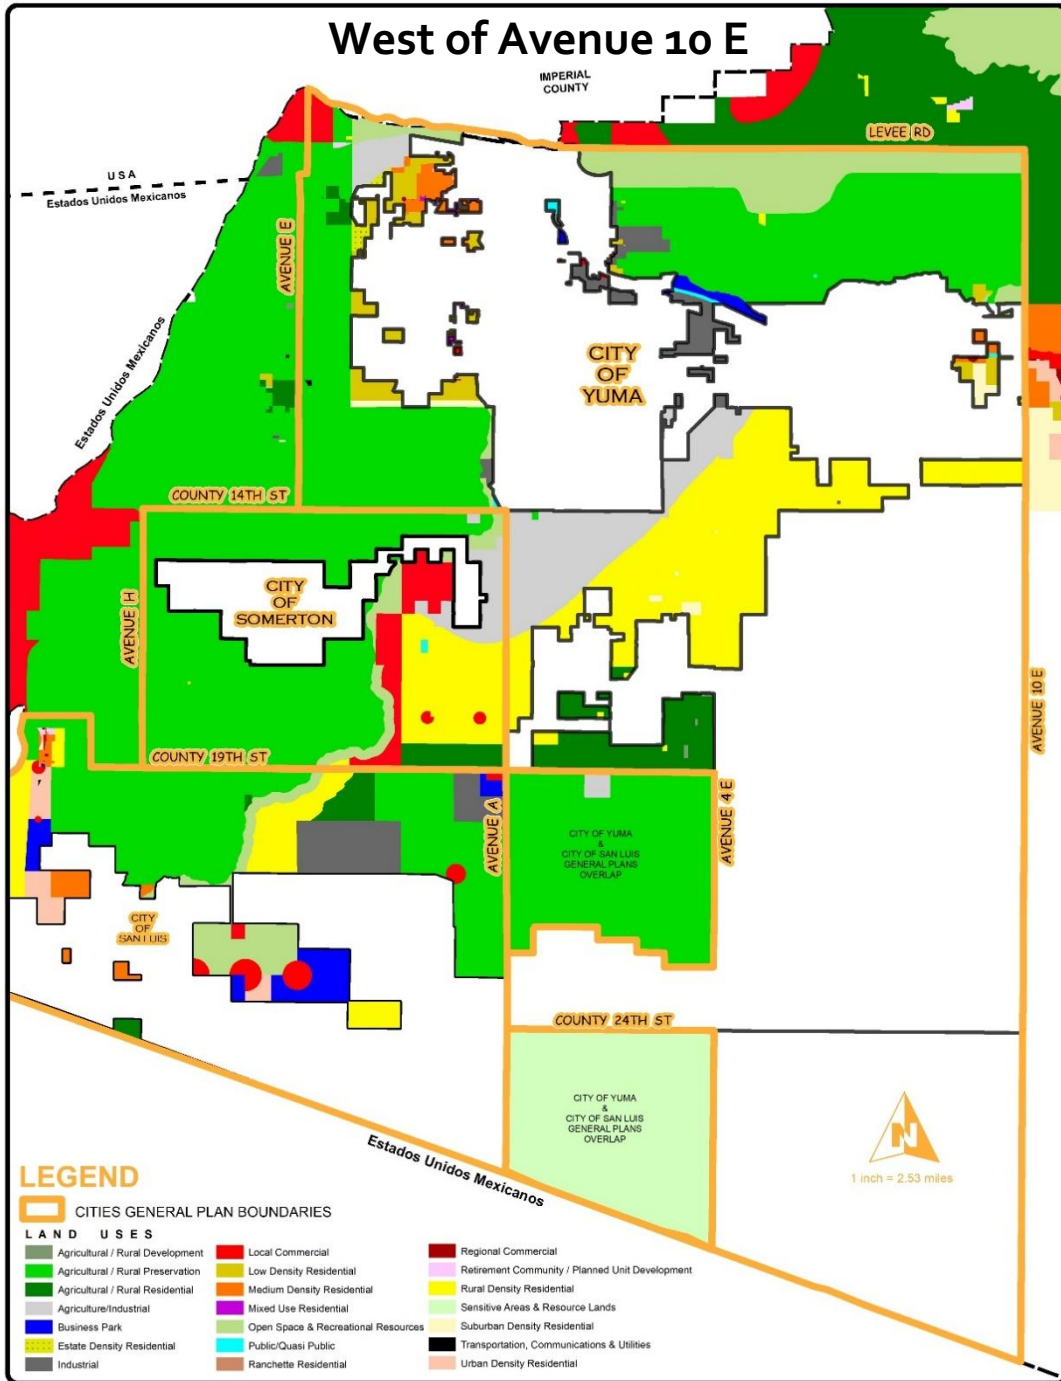 West of Avenue 10 E
IMPERIAL
COUNTY
LEVEE RD
U S A
Estados Unidos Mexicanos
AVENUE E
Estados Unidos Mexicanos
CITY
OF
YUMA
COUNTY 14TH ST
AVENUE H
CITY
OF
SOMERTON
AVENUE 10 E
COUNTY 19TH ST
AVENUE A
AVENUE 4 E
CITY OF YUMA
&
CITY OF SAN LUIS
GENERAL PLANS
OVERLAP
CITY
OF
SAN LUIS
COUNTY 24TH ST
CITY OF YUMA
&
CITY OF SAN LUIS
GENERAL PLANS
OVERLAP
Estados Unidos Mexicanos
N
1 inch = 2.53 miles
LEGEND
CITIES GENERAL PLAN BOUNDARIES
LAND USES
Agricultural / Rural Development
Agricultural / Rural Preservation
Agricultural / Rural Residential
Agriculture/Industrial
Business Park
Estate Density Residential
Industrial
Local Commercial
Low Density Residential
Medium Density Residential
Mixed Use Residential
Open Space & Recreational Resources
Public/Quasi Public
Ranchette Residential
Regional Commercial
Retirement Community / Planned Unit Development
Rural Density Residential
Sensitive Areas & Resource Lands
Suburban Density Residential
Transportation, Communications & Utilities
Urban Density Residential